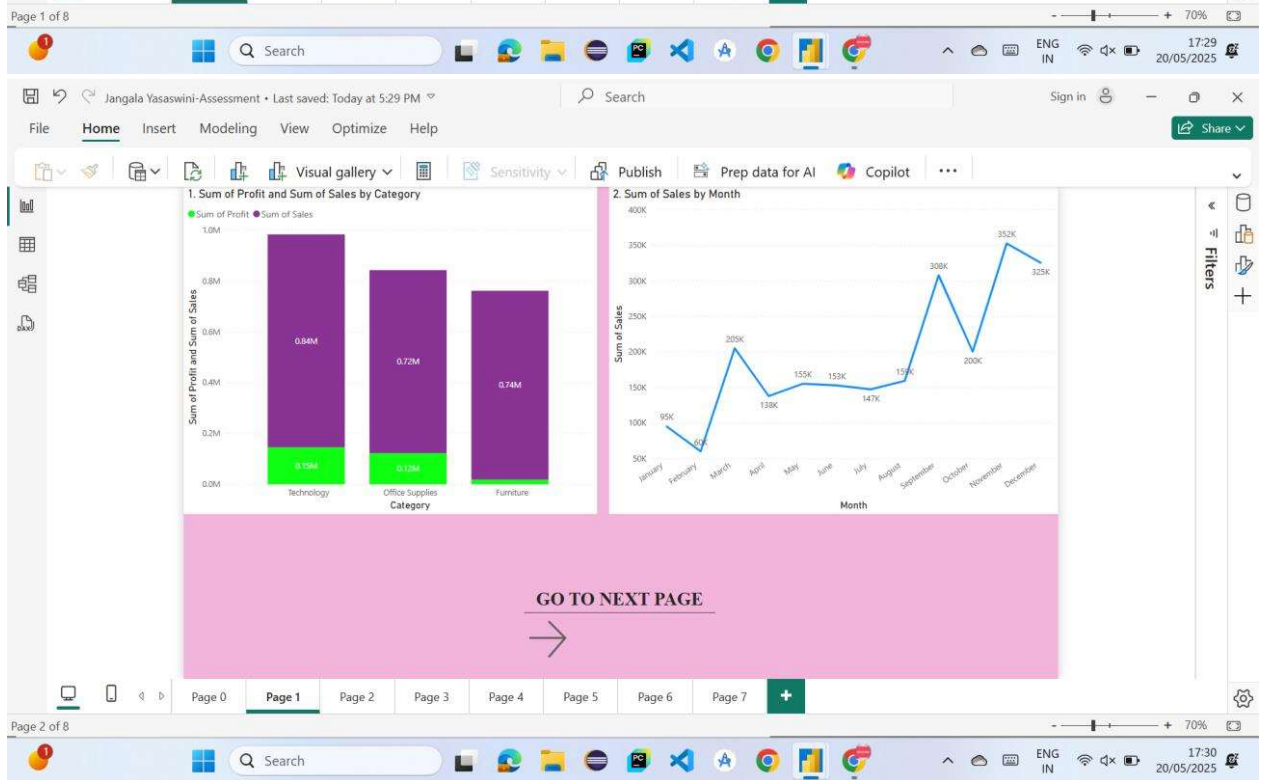 Page 1 of 8
- + 70%
1
Search
ENG
IN
17:29
20/05/2025
Jangala Yasaswini-Assessment • Last saved: Today at 5:29 PM
Search
Sign in
File Home Insert Modeling View Optimize Help
Share
Visual gallery
Sensitivity
Publish
Prep data for AI
Copilot
...
1. Sum of Profit and Sum of Sales by Category
Sum of Profit Sum of Sales
Sum of Profit and Sum of Sales
1.0M
0.8M
0.6M
0.4M
0.2M
0.0M
0.84M
0.72M
0.74M
0.15M
0.12M
Technology
Office Supplies
Furniture
Category
2. Sum of Sales by Month
Sum of Sales
400K
350K
300K
250K
200K
150K
100K
50K
95K
60K
205K
138K
155K
153K
147K
159K
308K
200K
352K
325K
January
February
March
April
May
June
July
August
September
October
November
December
Month
Filters
GO TO NEXT PAGE
Page 0
Page 1
Page 2
Page 3
Page 4
Page 5
Page 6
Page 7
+
Page 2 of 8
- + 70%
1
Search
ENG
IN
17:30
20/05/2025